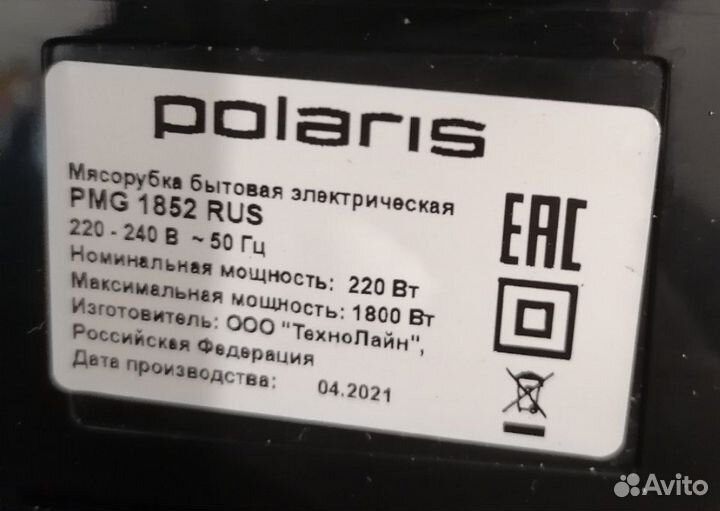 polaris
Мясорубка бытовая электрическая
PMG 1852 RUS
220 - 240 В ~ 50 Гц
Номинальная мощность: 220 Вт
Максимальная мощность: 1800 Вт
Изготовитель: ООО "ТехноЛайн",
Российская Федерация
Дата производства: 04.2021
EAC
Avito